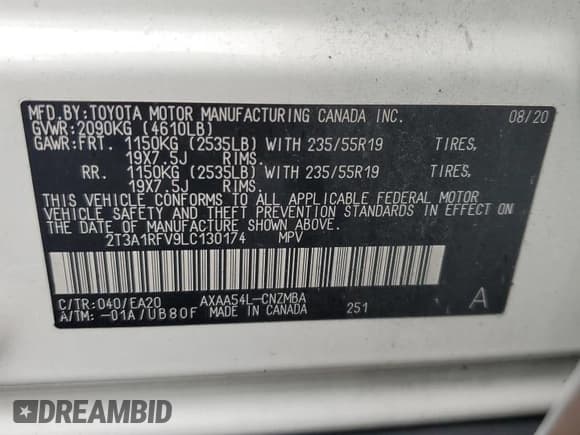 MFD.BY:TOYOTA MOTOR MANUFACTURING CANADA INC. 08/20
GVWR:2090KG (4610LB)
GAWR:FRT. 1150KG (2535LB) WITH 235/55R19 TIRES,
19X7.5J RIMS.
RR. 1150KG (2535LB) WITH 235/55R19 TIRES,
19X7.5J RIMS.
THIS VEHICLE CONFORMS TO ALL APPLICABLE FEDERAL MOTOR
VEHICLE SAFETY AND THEFT PREVENTION STANDARDS IN EFFECT ON
THE DATE OF MANUFACTURE SHOWN ABOVE.
2T3A1RFV9LC130174 MPV
C/TR:040/EA20 AXAA54L-CNZMBA 251 A
A/TM:-01A/UB80F MADE IN CANADA
DREAMBID